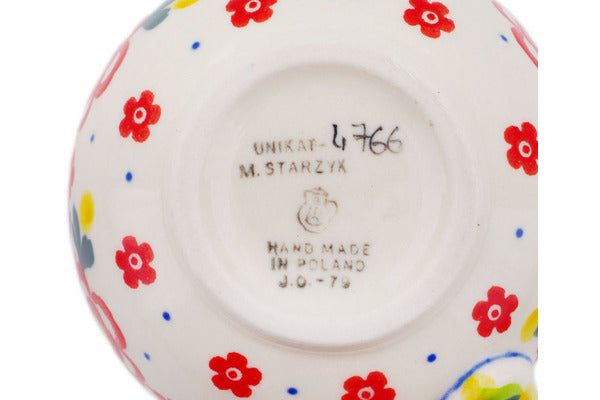 UNIKAT-4766
M. STARZYK
HAND MADE
IN POLAND
J.O.-79